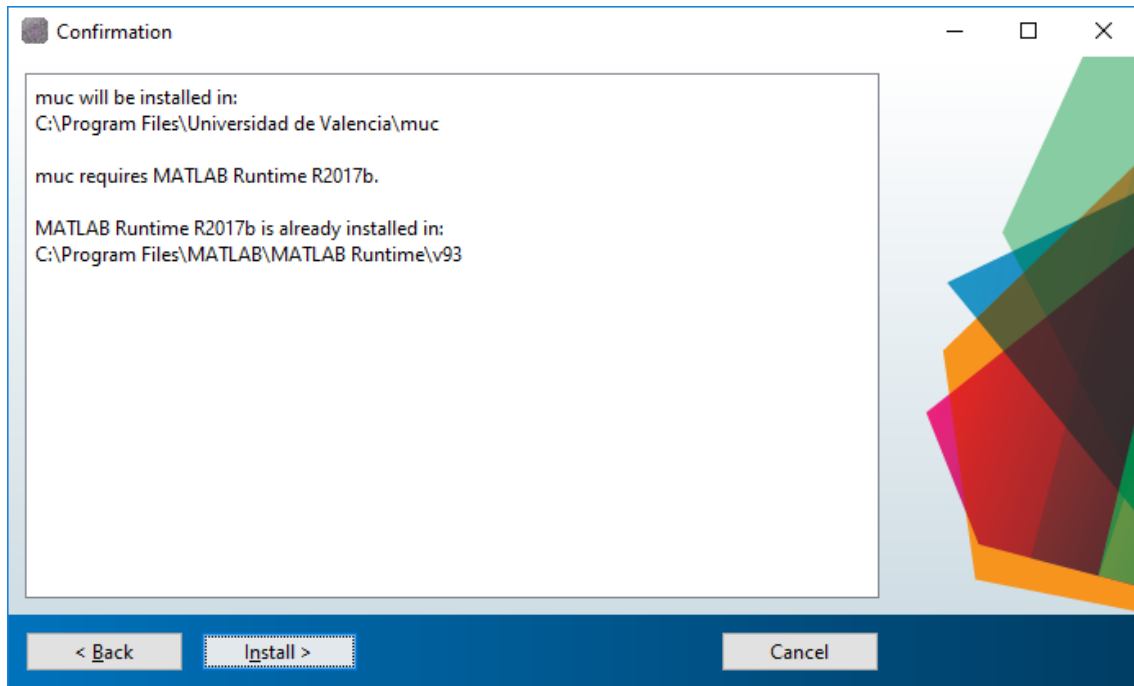 Confirmation
muc will be installed in:
C:\Program Files\Universidad de Valencia\muc
muc requires MATLAB Runtime R2017b.
MATLAB Runtime R2017b is already installed in:
C:\Program Files\MATLAB\MATLAB Runtime\v93
< Back
Install >
Cancel